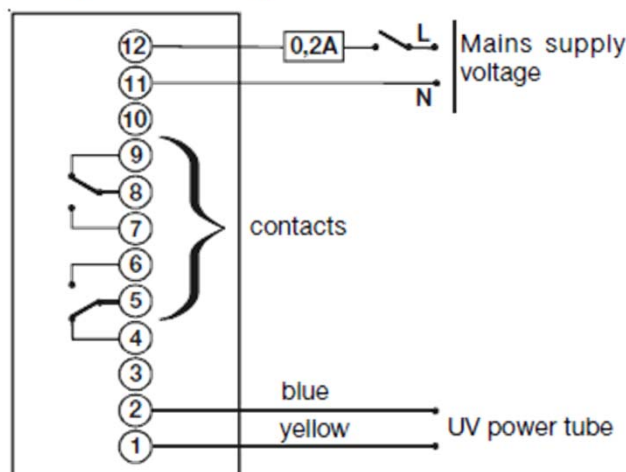 12
0,2A
L
Mains supply
voltage
11
N
10
9
8
7
contacts
6
5
4
3
blue
2
UV power tube
yellow
1